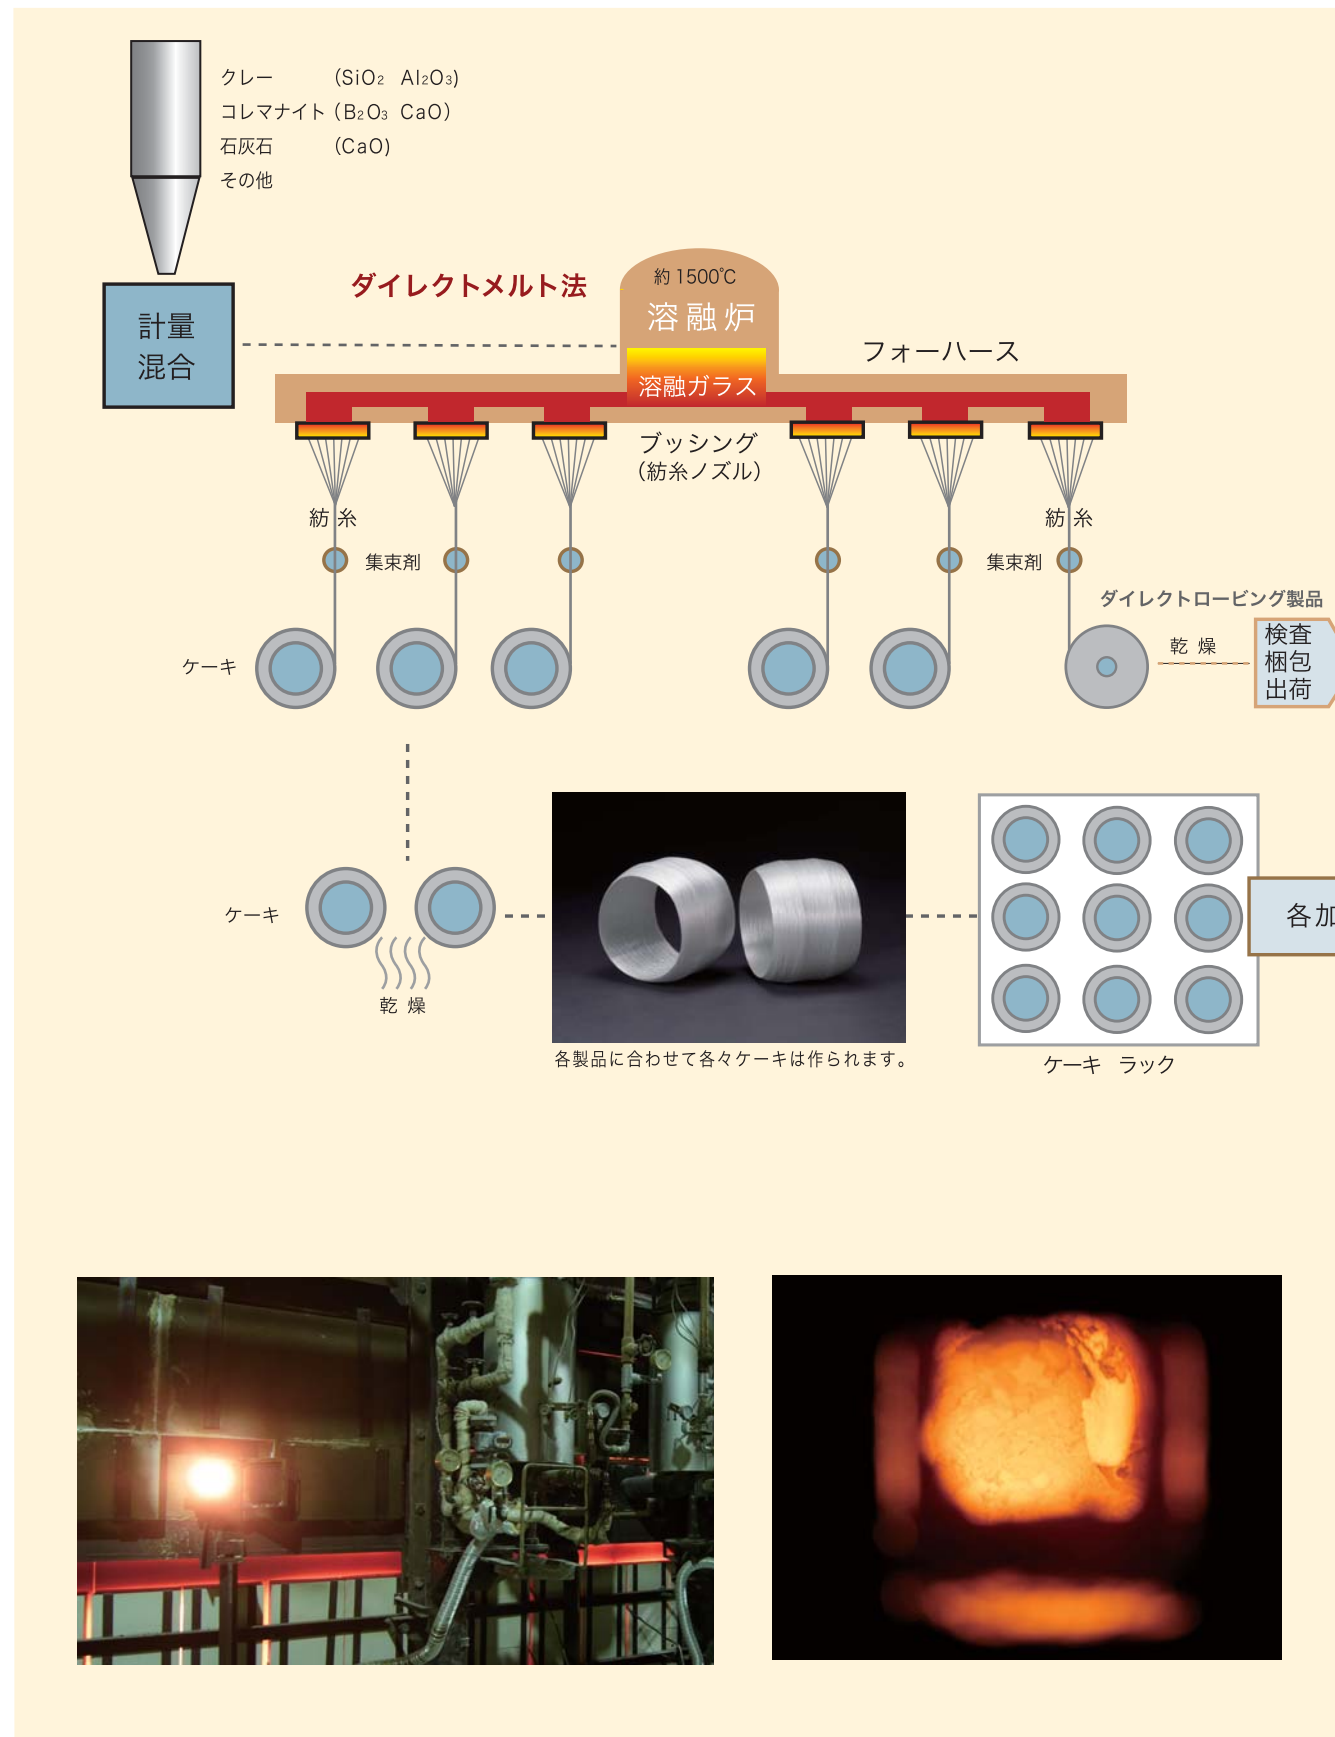 クレー (SiO₂ Al₂O₃)
コレマナイト (B₂O₃ CaO)
石灰石 (CaO)
その他
計量
混合
ダイレクトメルト法
約1500℃
溶融炉
溶融ガラス
フォーハース
ブッシング
(紡糸ノズル)
紡糸
紡糸
集束剤
集束剤
ダイレクトロービング製品
ケーキ
乾燥
検査
梱包
出荷
ケーキ
乾燥
各加
各製品に合わせて各々ケーキは作られます。
ケーキ ラック